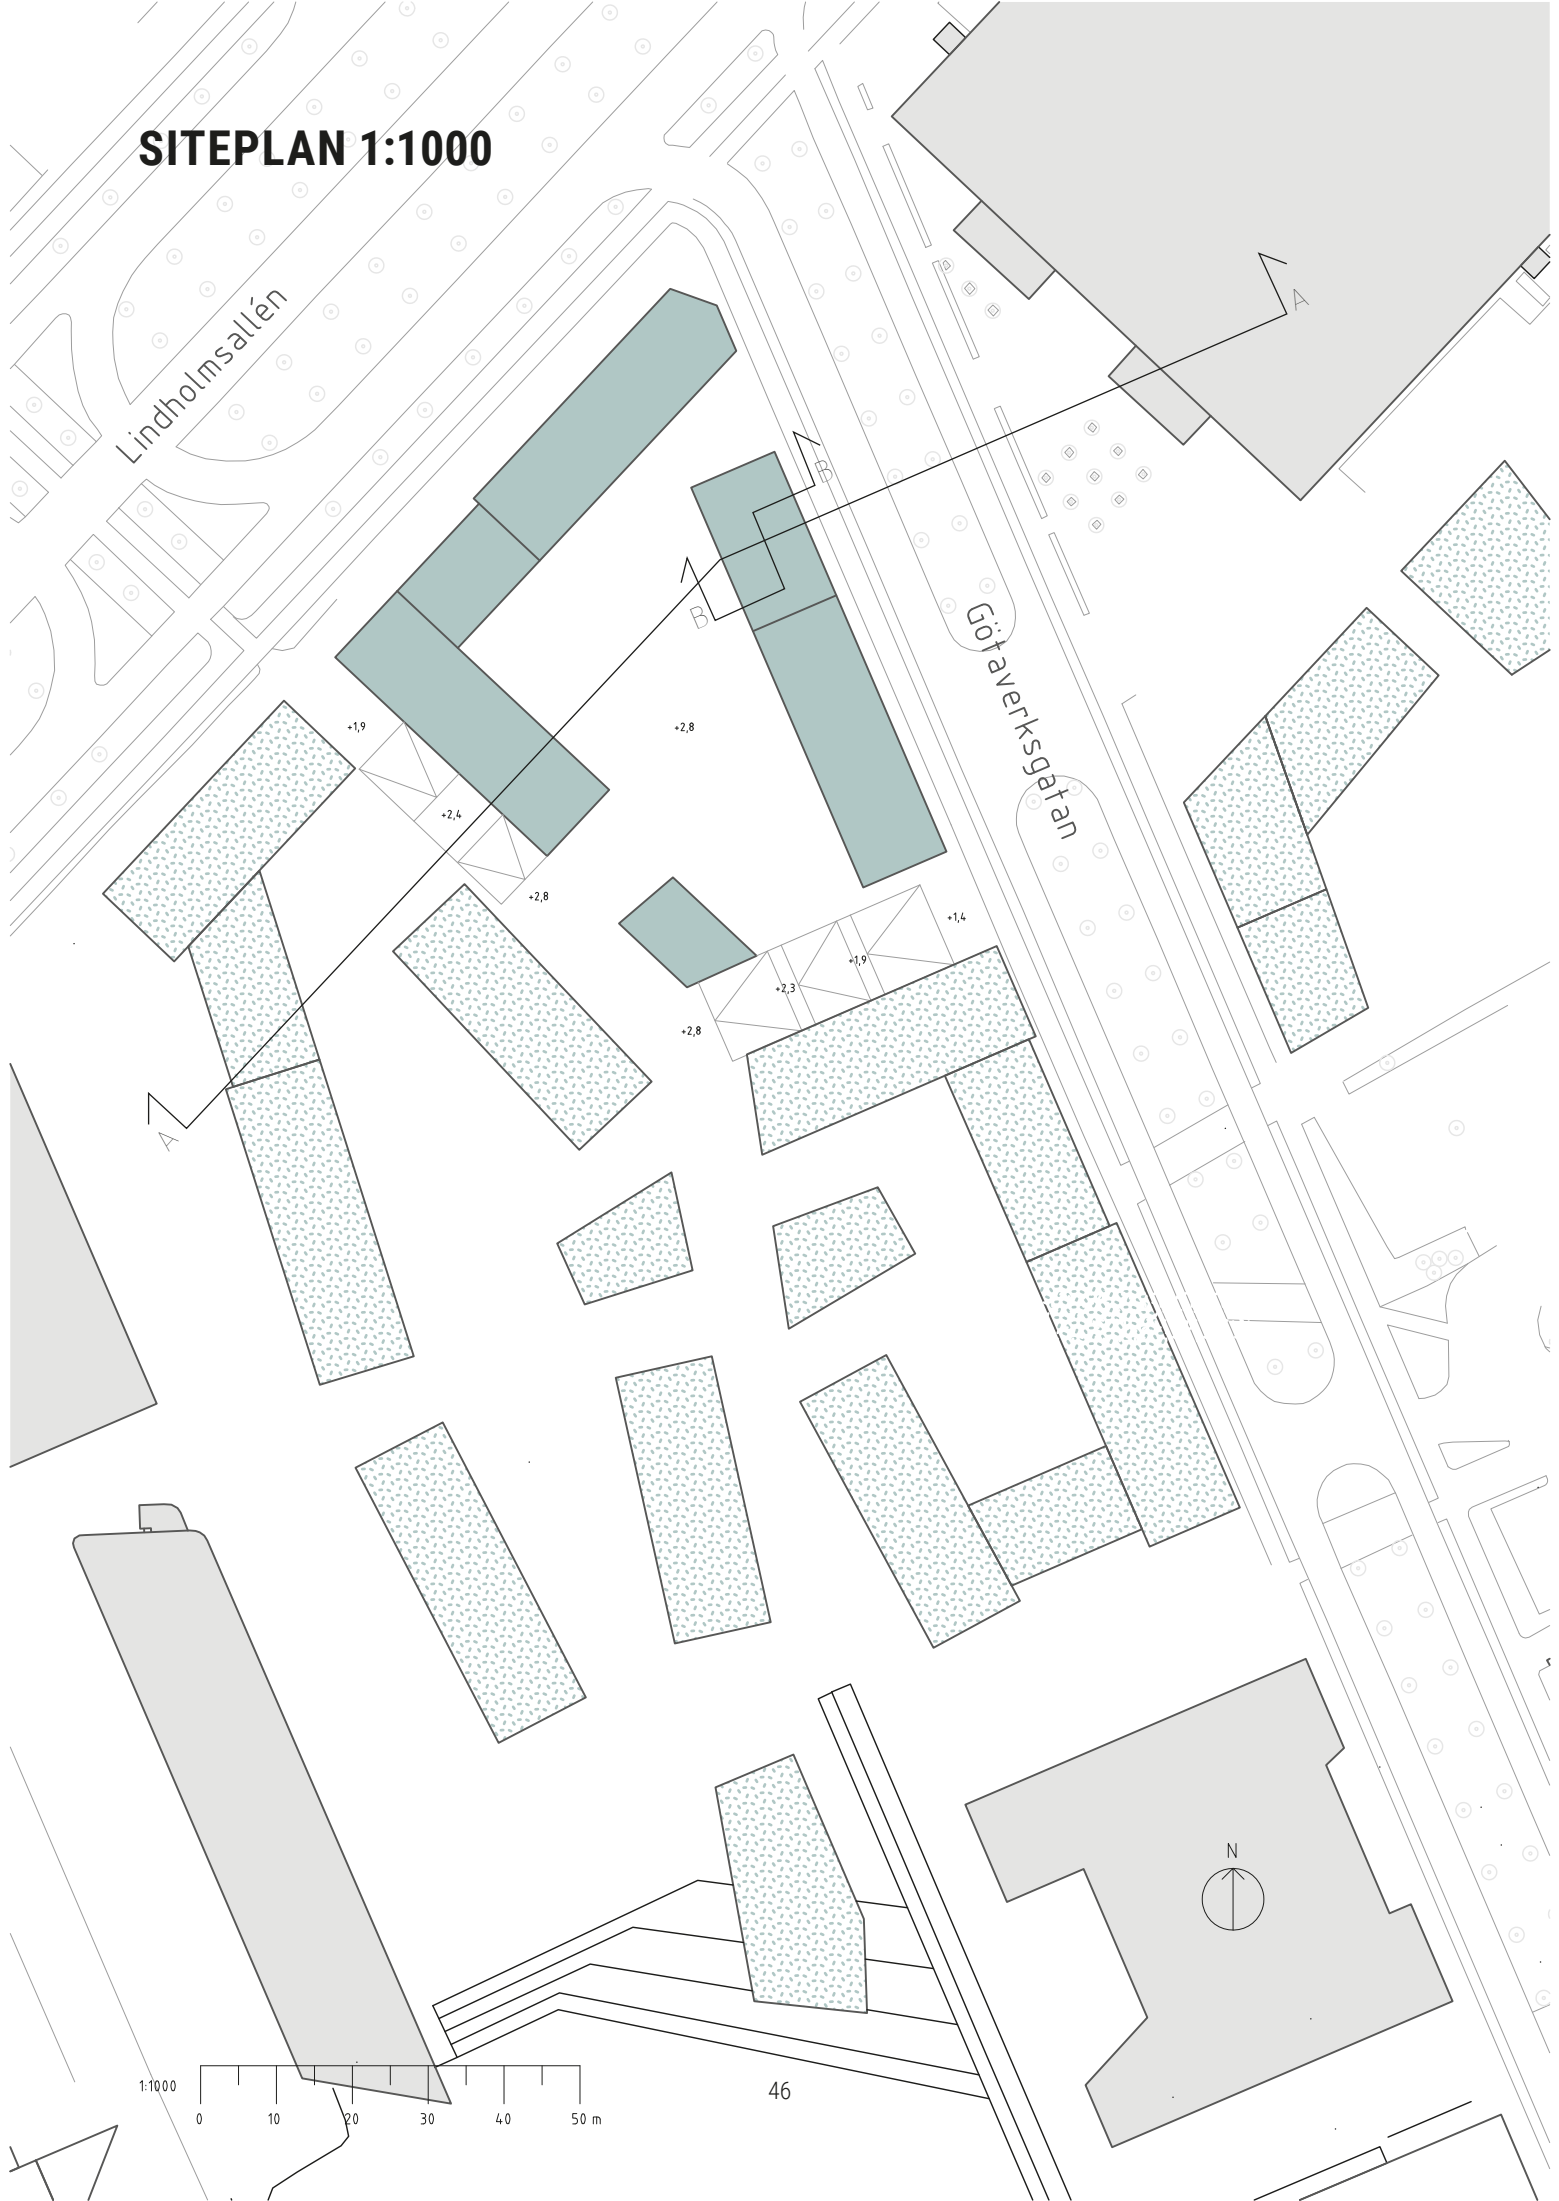 SITEPLAN 1:1000
Lindholmsallén
A
B
B
Götaverksgatan
+1,9
+2,8
+2,4
+2,8
+1,4
+1,9
+2,3
+2,8
A
N
1:1000
0 10 20 30 40 50 m
46